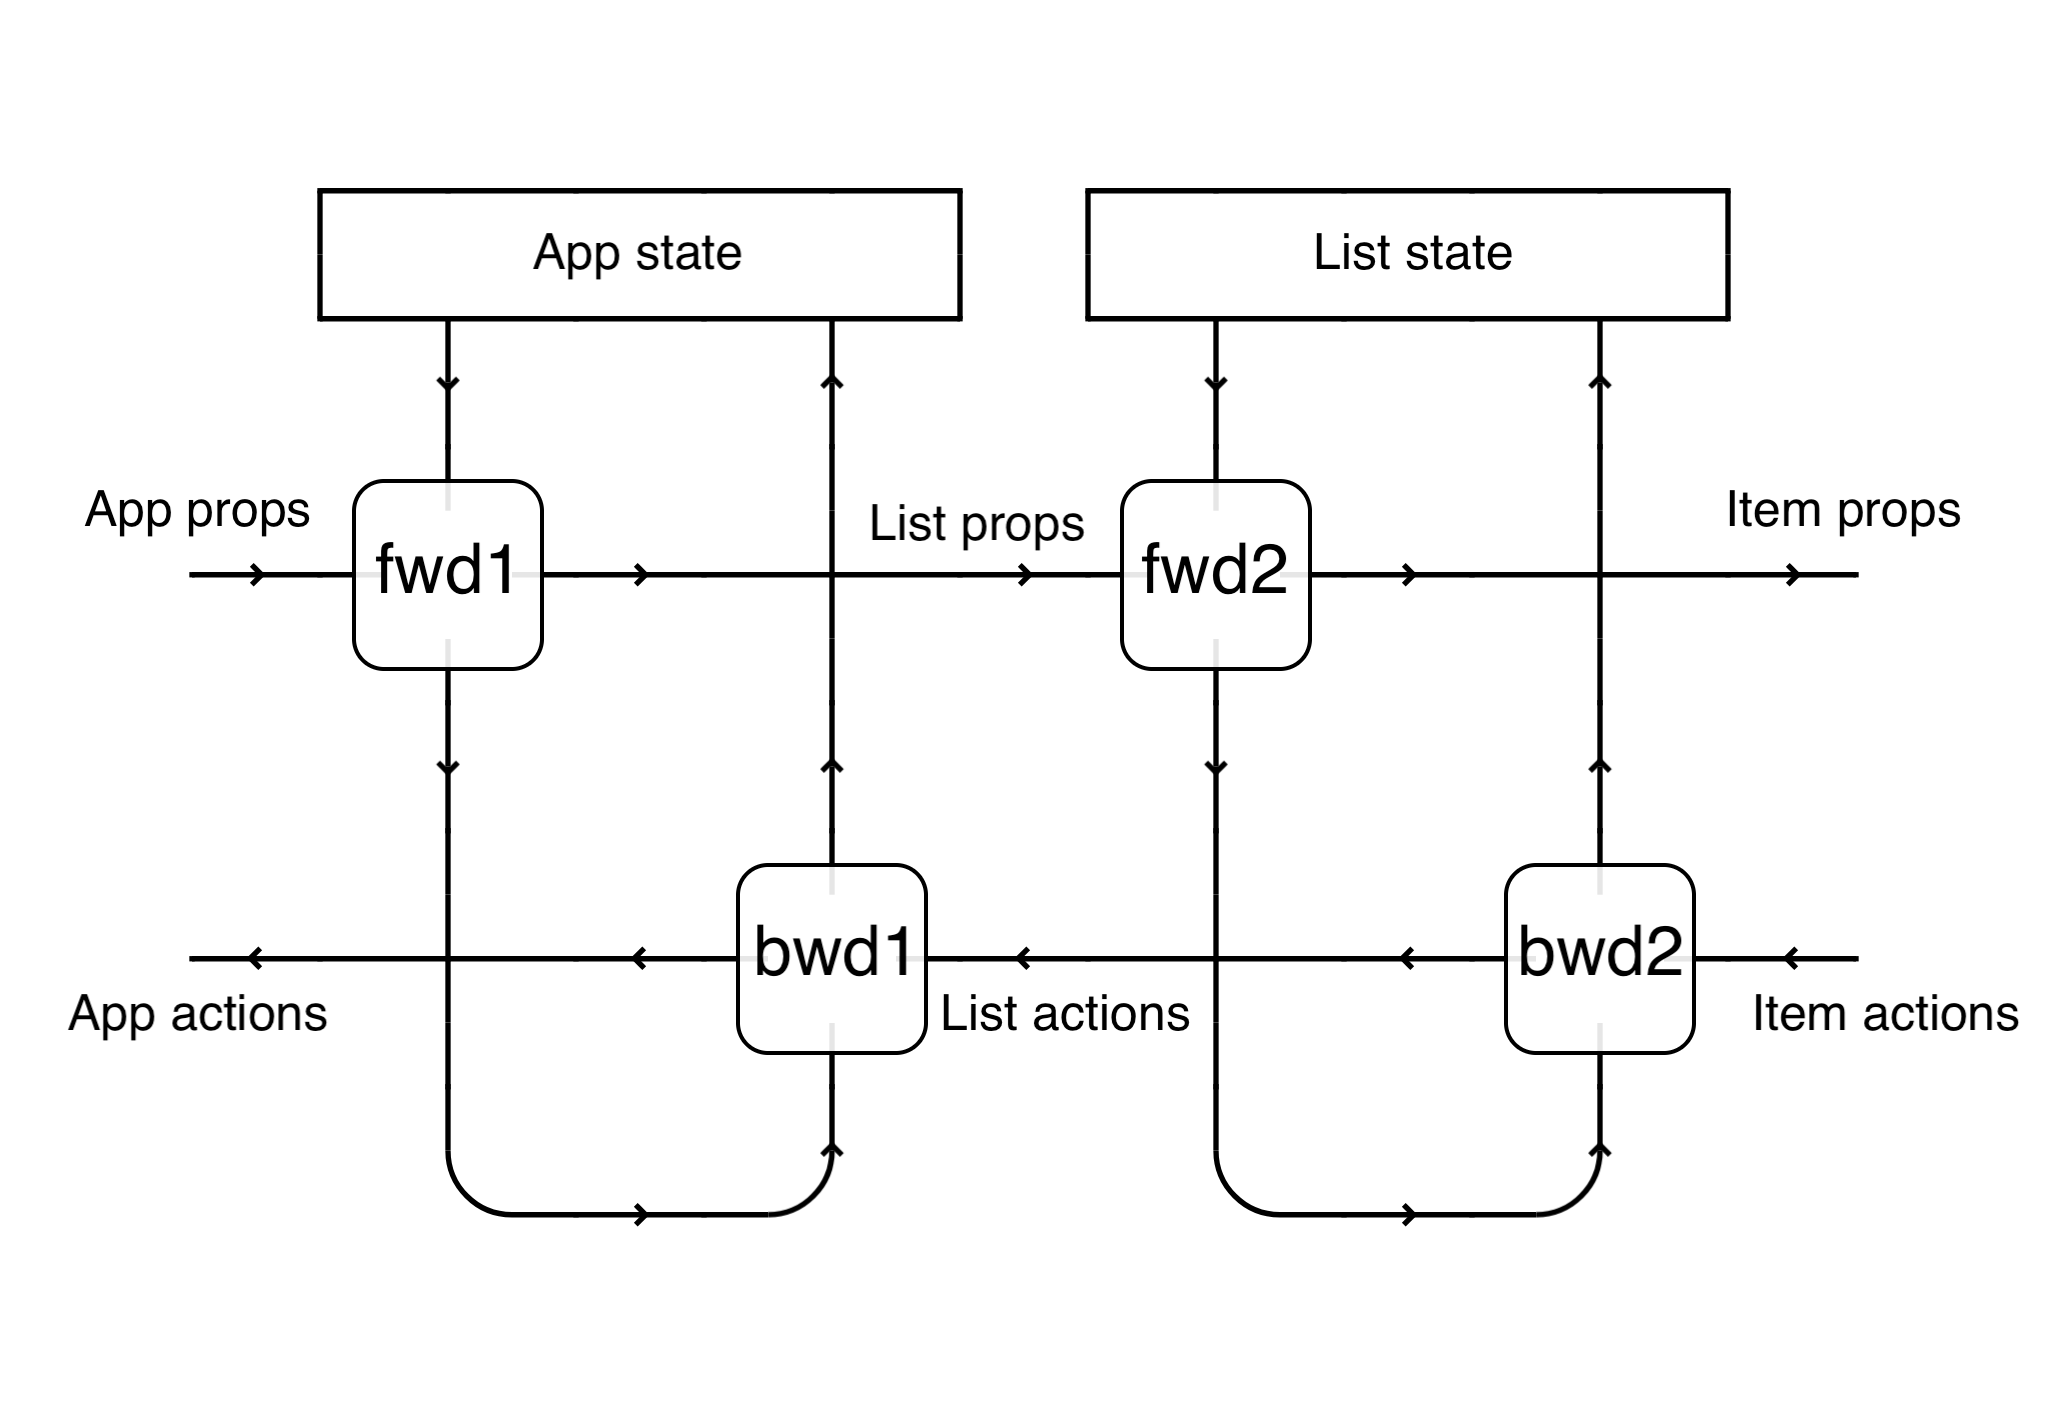 App state
List state
App props
List props
Item props
fwd1
fwd2
bwd1
bwd2
App actions
List actions
Item actions